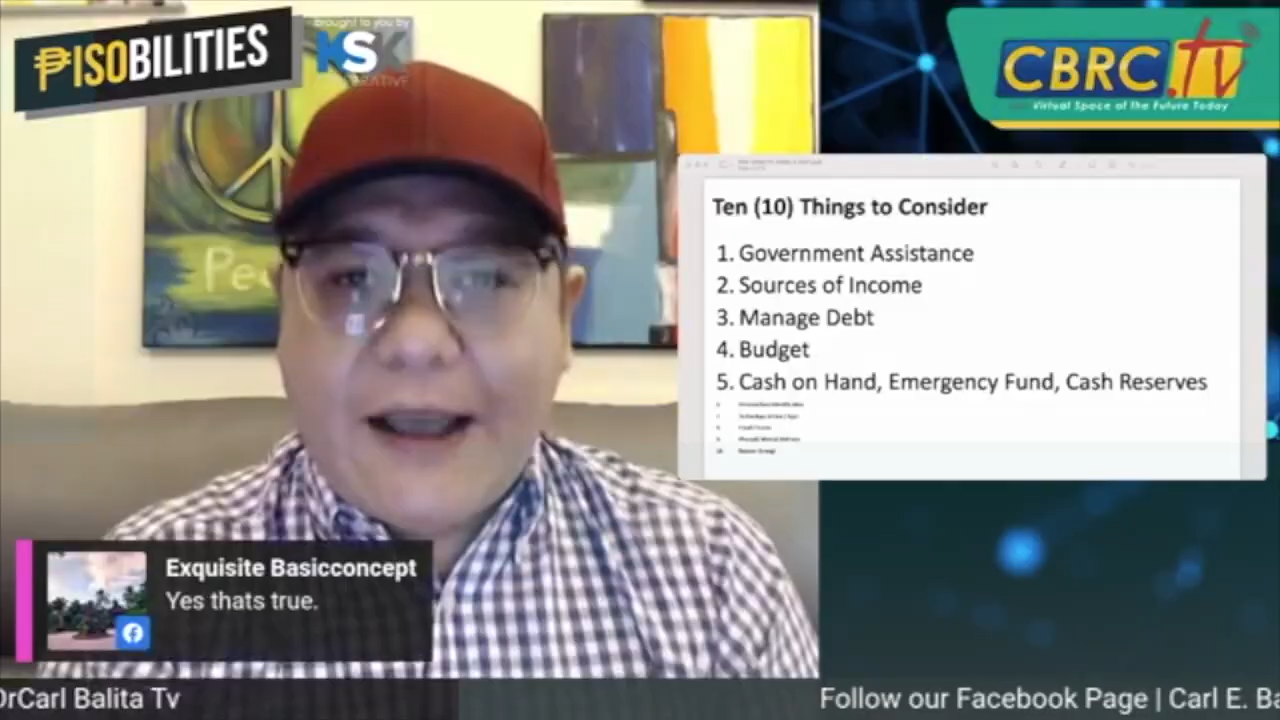 ₱ISOBILITIES
brought to you by
KSK
CBRC.tv
Virtual Space of the Future Today
Ten (10) Things to Consider
1. Government Assistance
2. Sources of Income
3. Manage Debt
4. Budget
5. Cash on Hand, Emergency Fund, Cash Reserves
Exquisite Basicconcept
Yes thats true.
DrCarl Balita Tv
Follow our Facebook Page | Carl E. Ba